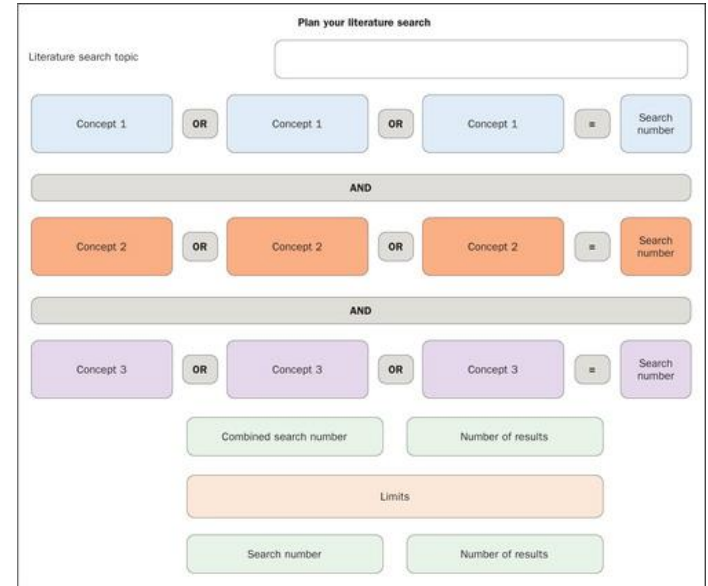 Plan your literature search
Literature search topic
Concept 1 OR Concept 1 OR Concept 1 = Search
number
AND
Concept 2 OR Concept 2 OR Concept 2 = Search
number
AND
Concept 3 OR Concept 3 OR Concept 3 = Search
number
Combined search number Number of results
Limits
Search number Number of results